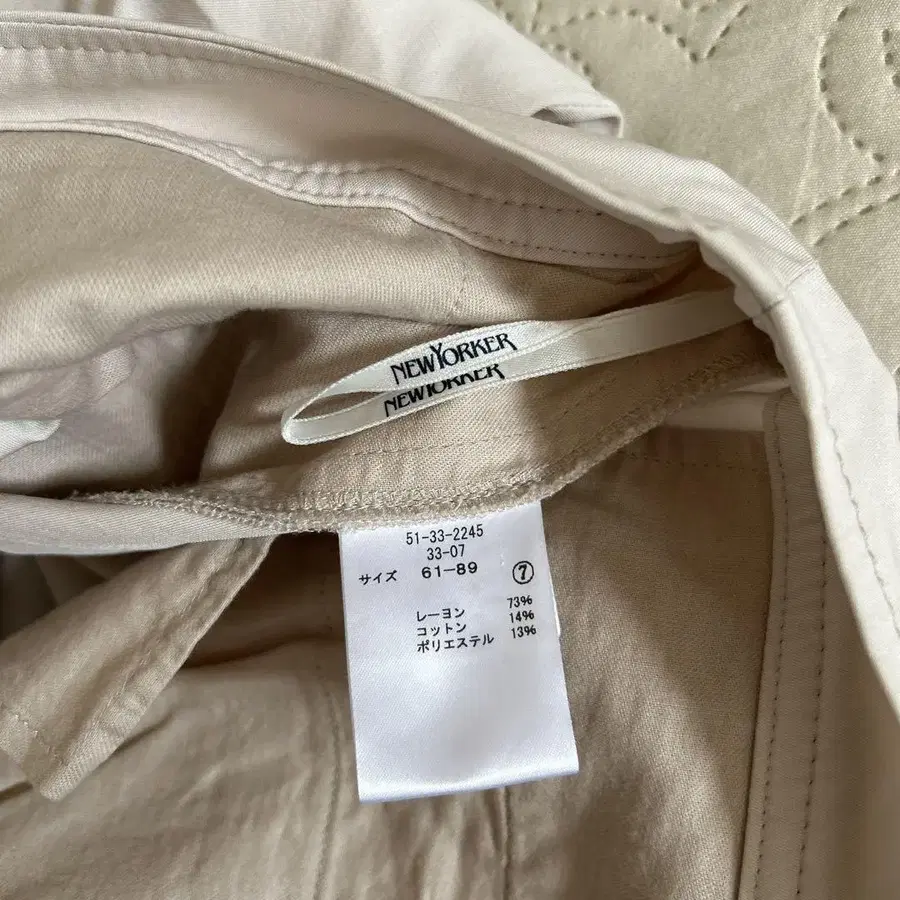 NEWYORKER
NEWYORKER
51-33-2245
33-07
サイズ 61-89 ⑦
レーヨン 73%
コットン 14%
ポリエステル 13%